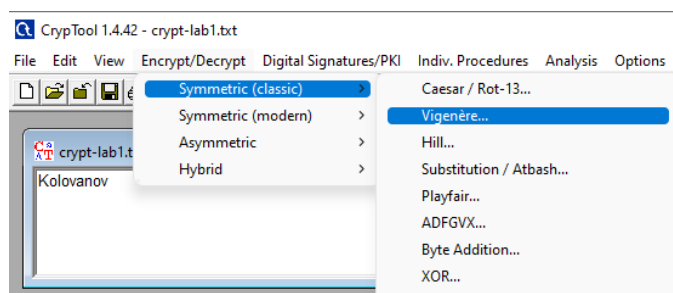 CrypTool 1.4.42 - crypt-lab1.txt
File Edit View Encrypt/Decrypt Digital Signatures/PKI Indiv. Procedures Analysis Options
Symmetric (classic) >
Symmetric (modern) >
Asymmetric >
Hybrid >
Caesar / Rot-13...
Vigenère...
Hill...
Substitution / Atbash...
Playfair...
ADFGVX...
Byte Addition...
XOR...
crypt-lab1.t
Kolovanov